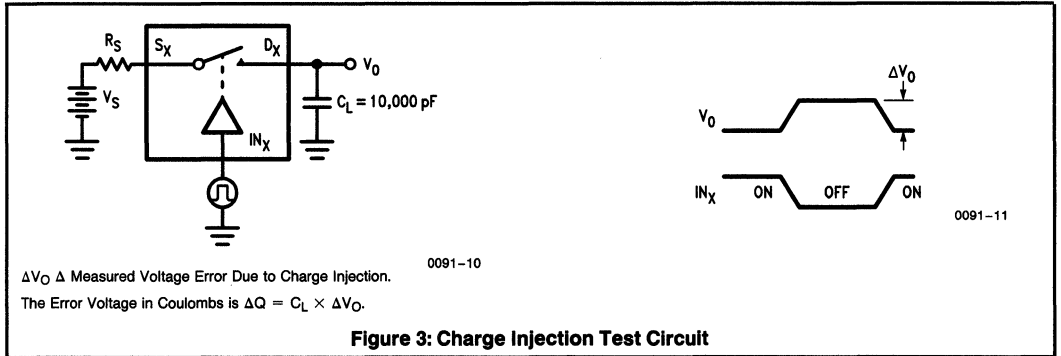 R_S
S_X
D_X
V_O
V_S
C_L = 10,000 pF
IN_X
0091–10
ΔV_O
V_O
IN_X
ON
OFF
ON
0091–11
ΔV_O Δ Measured Voltage Error Due to Charge Injection.
The Error Voltage in Coulombs is ΔQ = C_L × ΔV_O.
Figure 3: Charge Injection Test Circuit